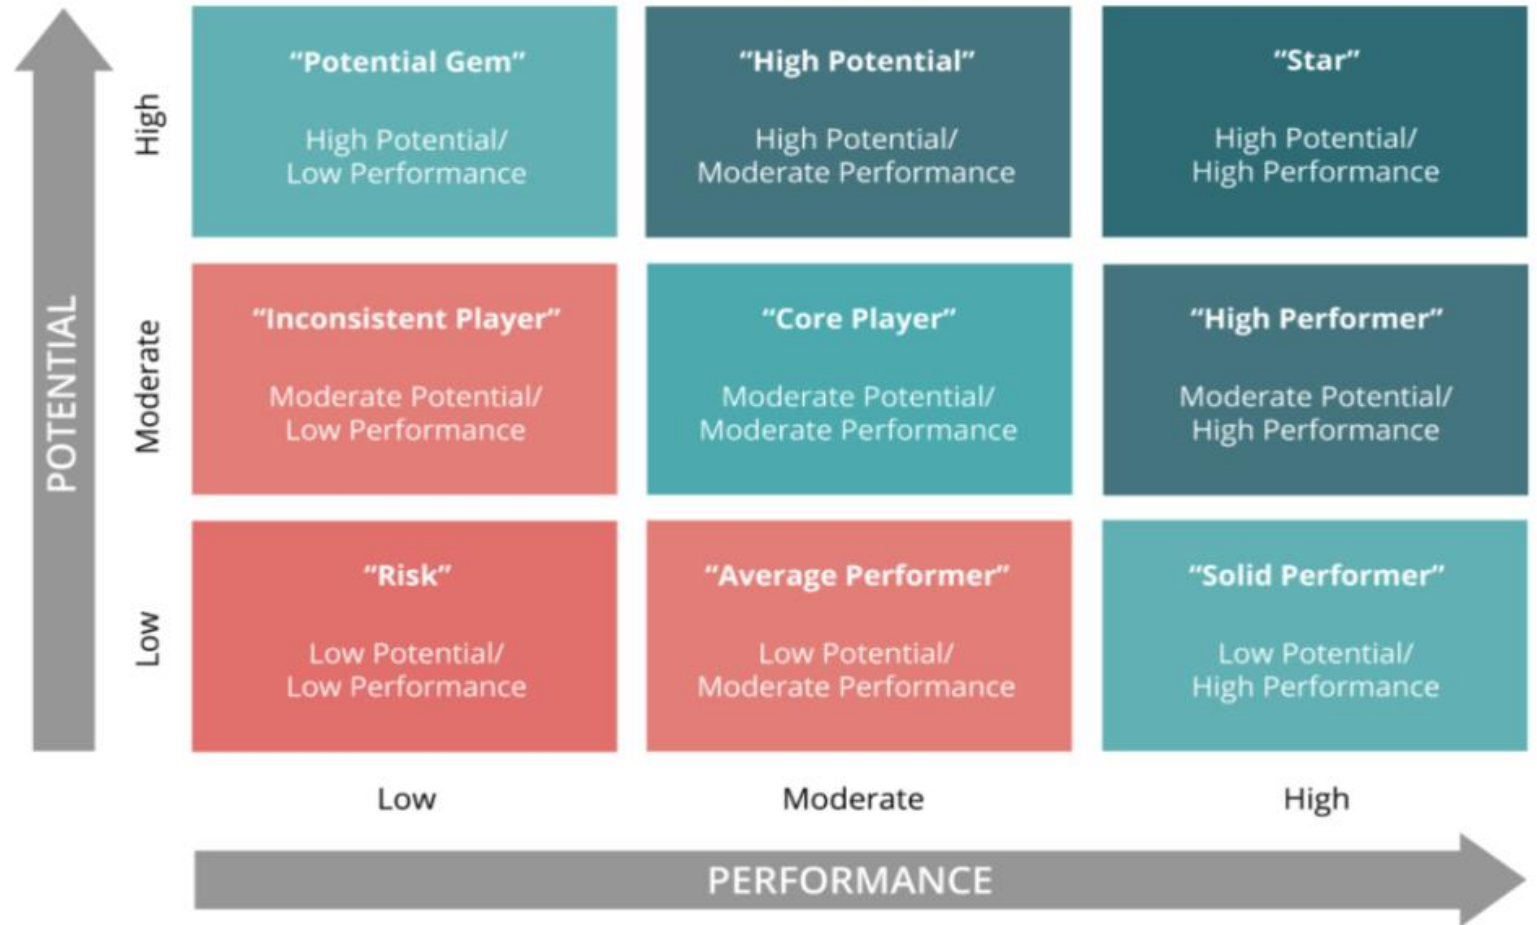 POTENTIAL
High
“Potential Gem”
High Potential/
Low Performance
“High Potential”
High Potential/
Moderate Performance
“Star”
High Potential/
High Performance
Moderate
“Inconsistent Player”
Moderate Potential/
Low Performance
“Core Player”
Moderate Potential/
Moderate Performance
“High Performer”
Moderate Potential/
High Performance
Low
“Risk”
Low Potential/
Low Performance
“Average Performer”
Low Potential/
Moderate Performance
“Solid Performer”
Low Potential/
High Performance
Low
Moderate
High
PERFORMANCE